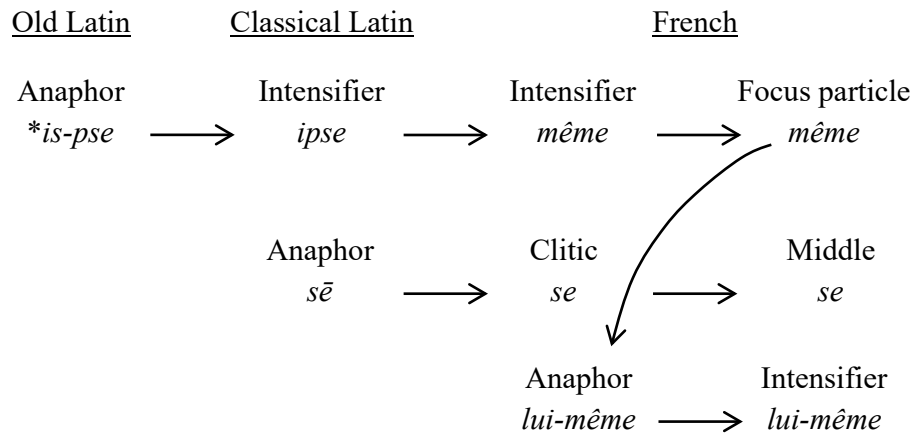 Old Latin Classical Latin French
Anaphor Intensifier Intensifier Focus particle
*is-pse ipse même même
Anaphor Clitic Middle
sē se se
Anaphor Intensifier
lui-même lui-même